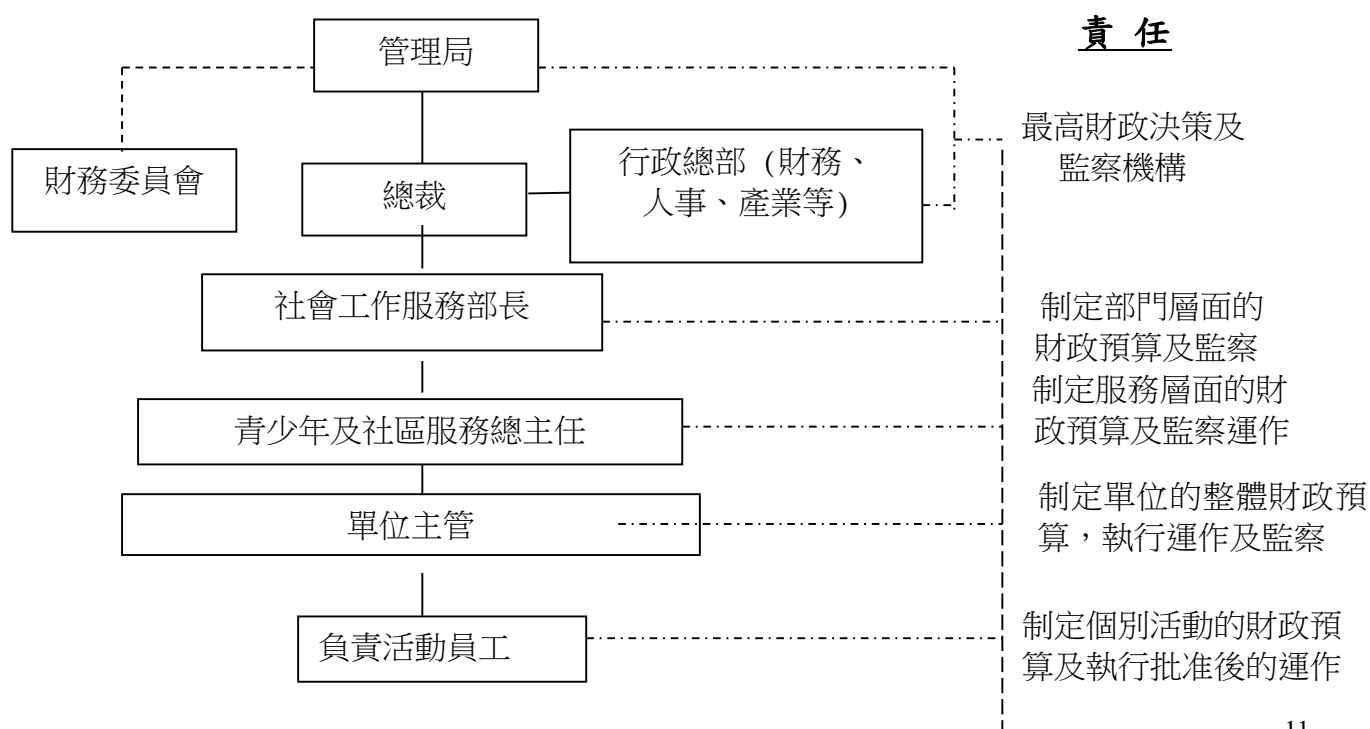 責 任
管理局
最高財政決策及
監察機構
財務委員會
總裁
行政總部 (財務、
人事、產業等)
社會工作服務部長
制定部門層面的
財政預算及監察
青少年及社區服務總主任
制定服務層面的財
政預算及監察運作
單位主管
制定單位的整體財政預
算，執行運作及監察
負責活動員工
制定個別活動的財政預
算及執行批准後的運作